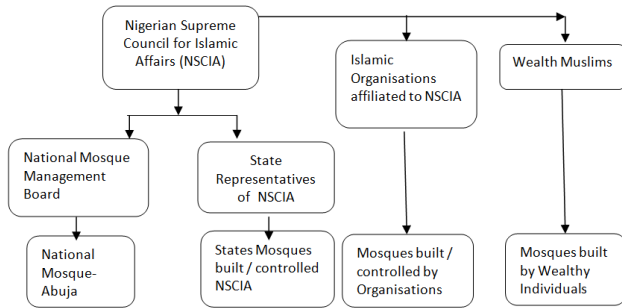 Nigerian Supreme
Council for Islamic
Affairs (NSCIA)
Islamic
Organisations
affiliated to NSCIA
Wealth Muslims
National Mosque
Management
Board
State
Representatives
of NSCIA
National
Mosque-
Abuja
States Mosques
built / controlled
NSCIA
Mosques built /
controlled by
Organisations
Mosques built
by Wealthy
Individuals